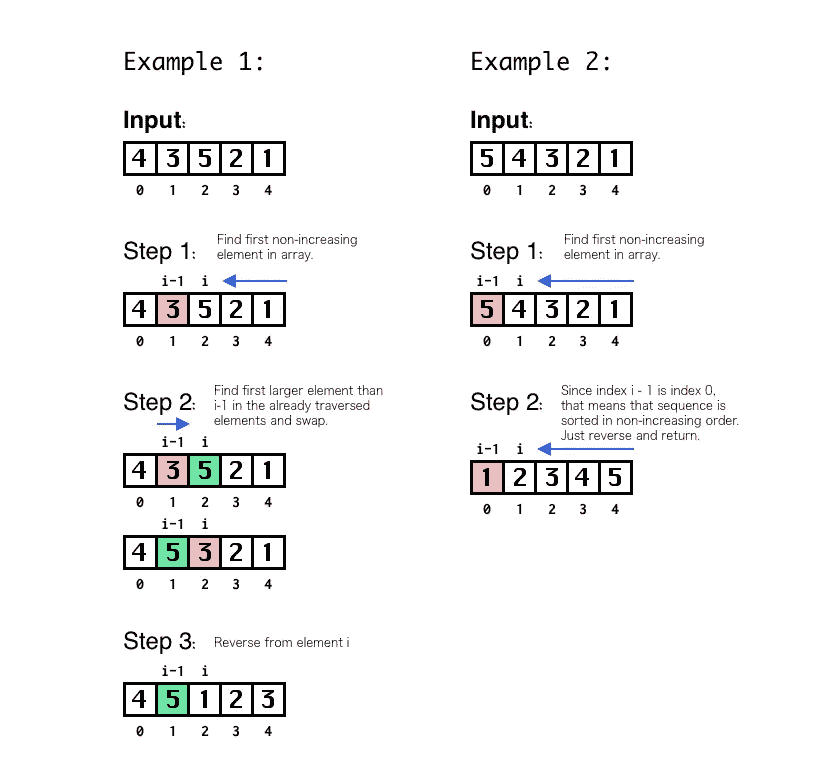 Example 1:
Input:
4 3 5 2 1
0 1 2 3 4
Step 1:
Find first non-increasing
element in array.
i-1 i
4 3 5 2 1
0 1 2 3 4
Step 2:
Find first larger element than
i-1 in the already traversed
elements and swap.
i-1 i
4 3 5 2 1
0 1 2 3 4
i-1 i
4 5 3 2 1
0 1 2 3 4
Step 3:
Reverse from element i
i-1 i
4 5 1 2 3
0 1 2 3 4
Example 2:
Input:
5 4 3 2 1
0 1 2 3 4
Step 1:
Find first non-increasing
element in array.
i-1 i
5 4 3 2 1
0 1 2 3 4
Step 2:
Since index i - 1 is index 0,
that means that sequence is
sorted in non-increasing order.
Just reverse and return.
i-1 i
1 2 3 4 5
0 1 2 3 4